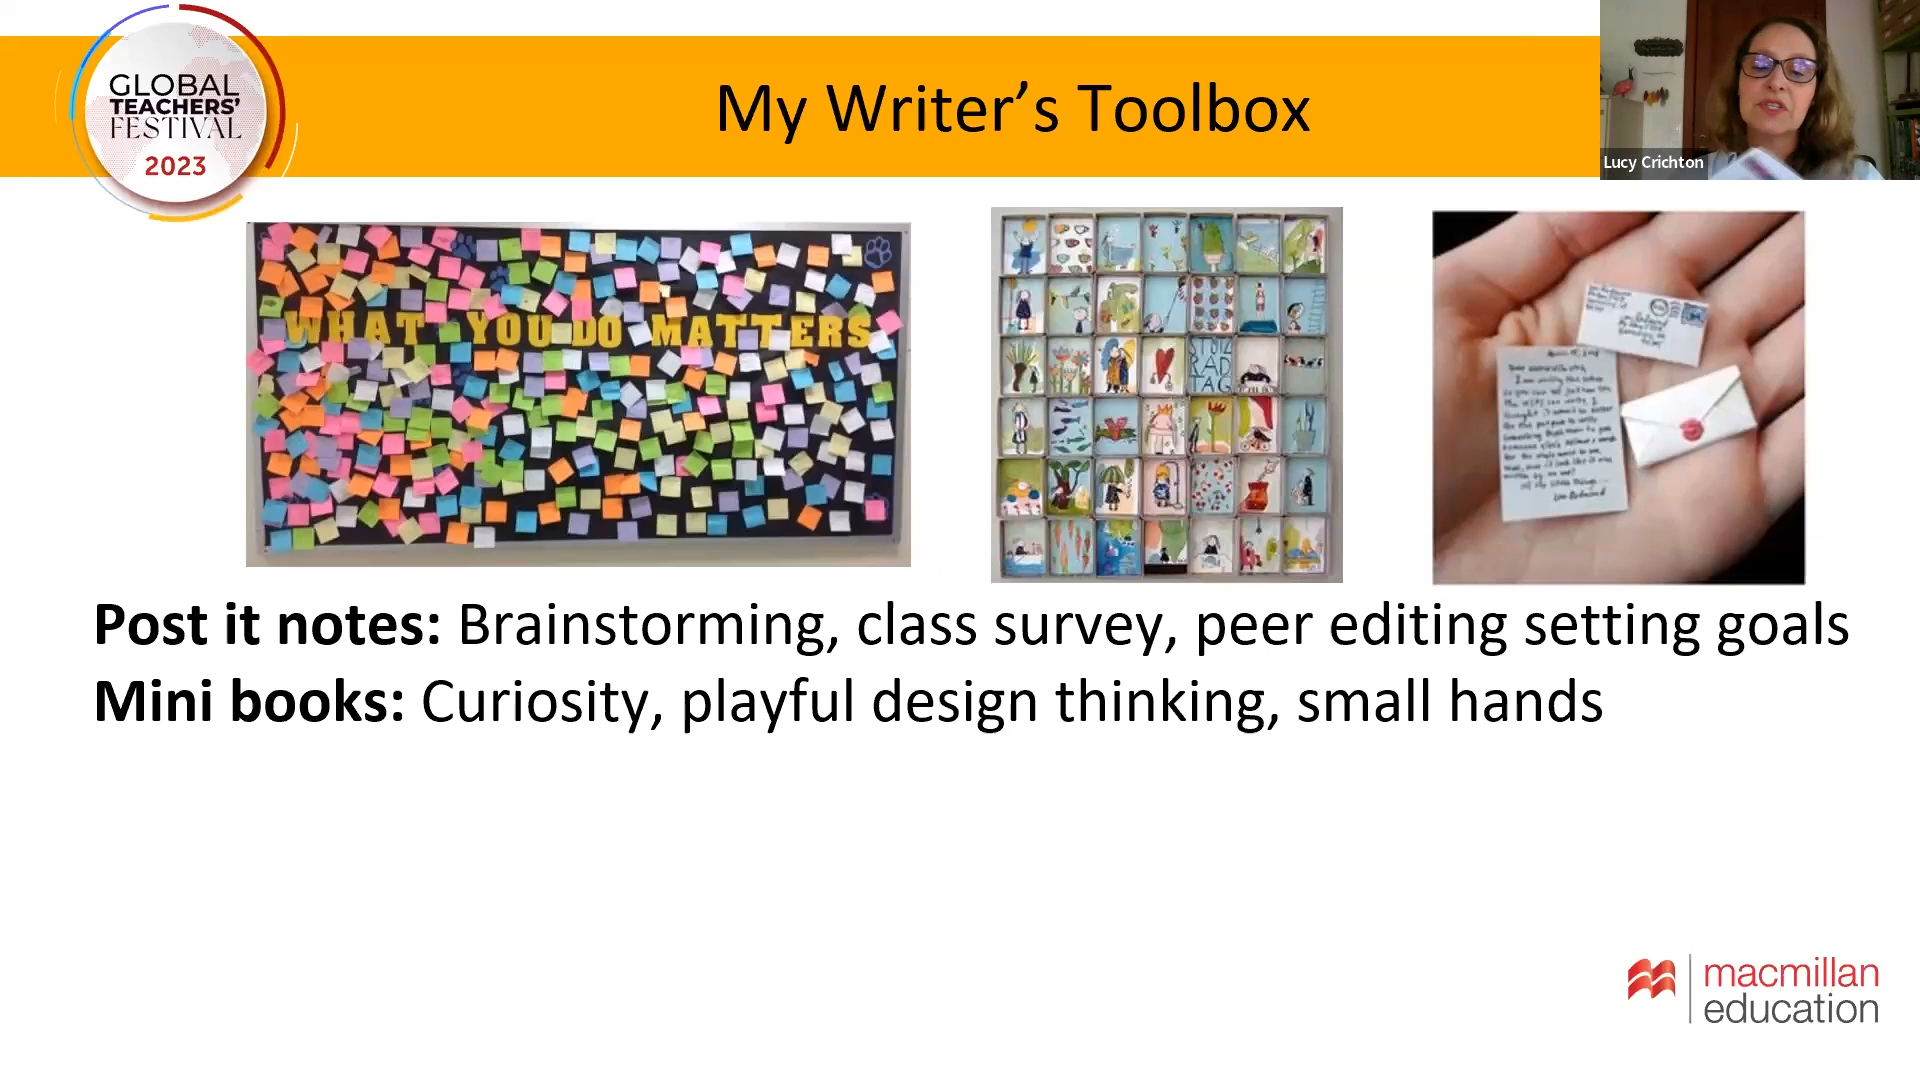 GLOBAL
TEACHERS'
FESTIVAL
2023
My Writer’s Toolbox
Lucy Crichton
WHAT YOU DO MATTERS
Post it notes: Brainstorming, class survey, peer editing setting goals
Mini books: Curiosity, playful design thinking, small hands
macmillan
education